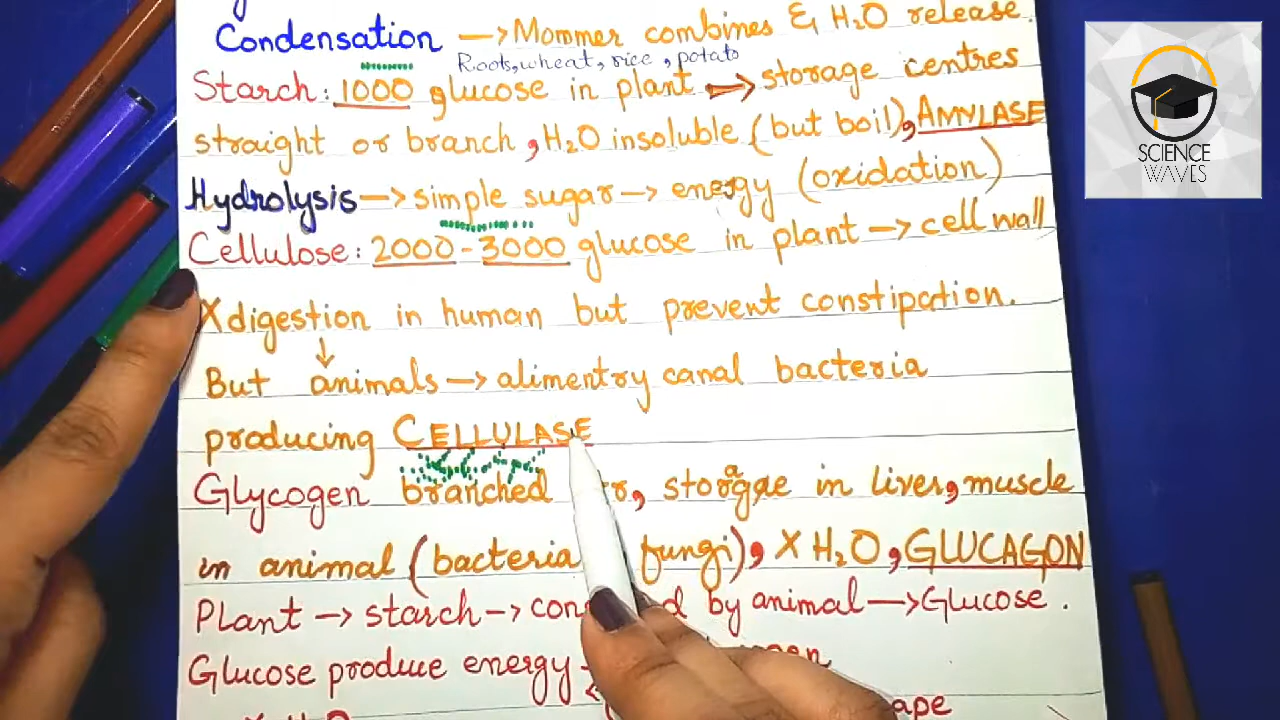 Condensation → Mommer combines & H₂O release.
Roots, wheat, rice, potato
Starch: 1000 glucose in plant → storage centres
straight or branch, H₂O insoluble (but boil), AMYLASE
Hydrolysis → simple sugar → energy (oxidation)
Cellulose: 2000 - 3000 glucose in plant → cell wall
X digestion in human but prevent constipation.
↓
But animals → alimentry canal bacteria
producing CELLULASE
Glycogen branched storage in liver, muscle
in animal (bacteria fungi), X H₂O, GLUCAGON
Plant → starch → by animal → Glucose.
Glucose produce energy
X H₂O
SCIENCE
WAVES